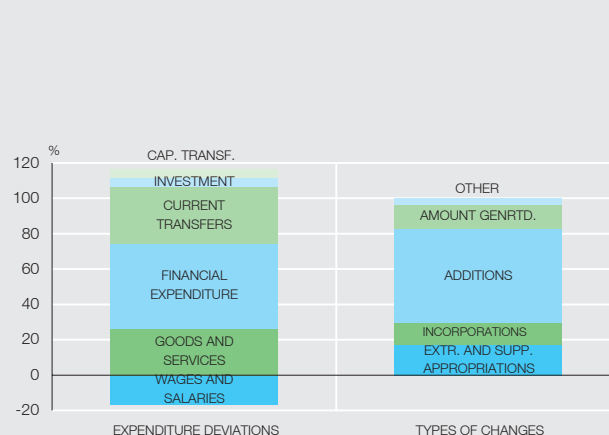 %
120
100
80
60
40
20
0
-20
CAP. TRANSF.
INVESTMENT
CURRENT
TRANSFERS
FINANCIAL
EXPENDITURE
GOODS AND
SERVICES
WAGES AND
SALARIES
OTHER
AMOUNT GENRTD.
ADDITIONS
INCORPORATIONS
EXTR. AND SUPP.
APPROPRIATIONS
EXPENDITURE DEVIATIONS
TYPES OF CHANGES